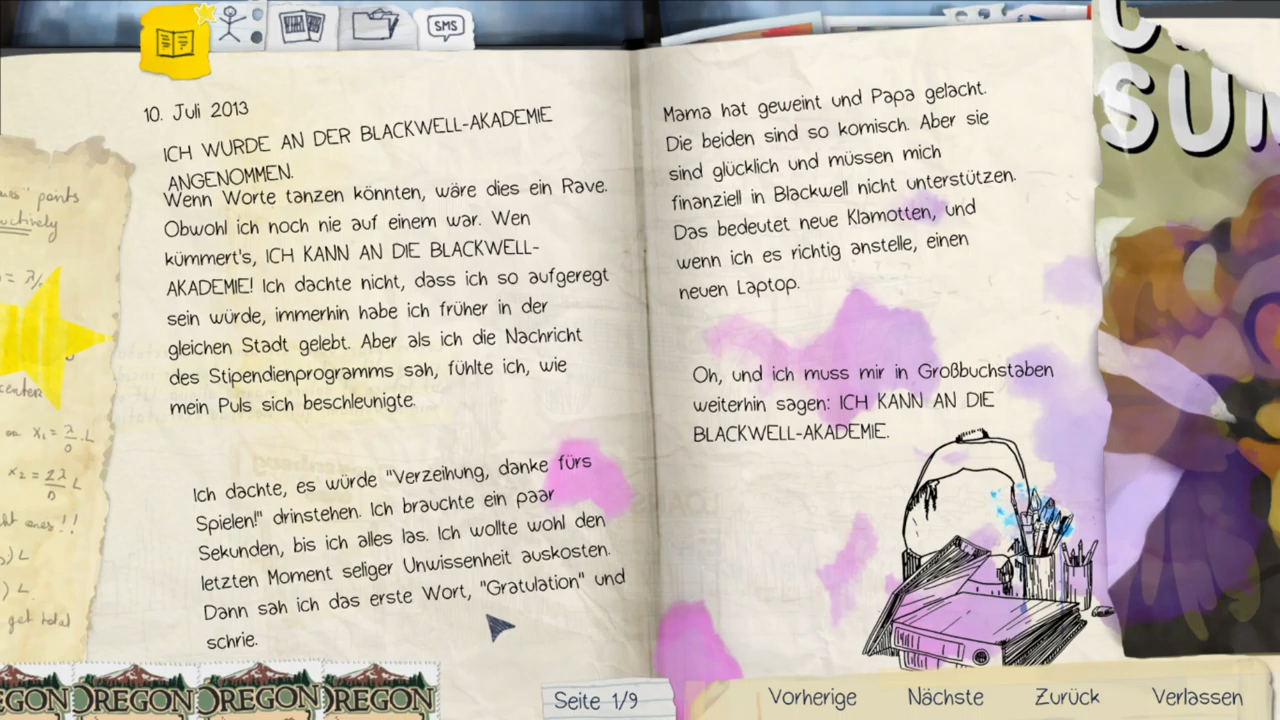 SMS
10. Juli 2013
ICH WURDE AN DER BLACKWELL-AKADEMIE
ANGENOMMEN.
Wenn Worte tanzen könnten, wäre dies ein Rave.
Obwohl ich noch nie auf einem war. Wen
kümmert's, ICH KANN AN DIE BLACKWELL-
AKADEMIE! Ich dachte nicht, dass ich so aufgeregt
sein würde, immerhin habe ich früher in der
gleichen Stadt gelebt. Aber als ich die Nachricht
des Stipendienprogramms sah, fühlte ich, wie
mein Puls sich beschleunigte.
Ich dachte, es würde "Verzeihung, danke fürs
Spielen!" drinstehen. Ich brauchte ein paar
Sekunden, bis ich alles las. Ich wollte wohl den
letzten Moment seliger Unwissenheit auskosten.
Dann sah ich das erste Wort, "Gratulation" und
schrie.
Mama hat geweint und Papa gelacht.
Die beiden sind so komisch. Aber sie
sind glücklich und müssen mich
finanziell in Blackwell nicht unterstützen.
Das bedeutet neue Klamotten, und
wenn ich es richtig anstelle, einen
neuen Laptop.
Oh, und ich muss mir in Großbuchstaben
weiterhin sagen: ICH KANN AN DIE
BLACKWELL-AKADEMIE.
points
get total
EGON OREGON OREGON OREGON
Seite 1/9
Vorherige Nächste Zurück Verlassen